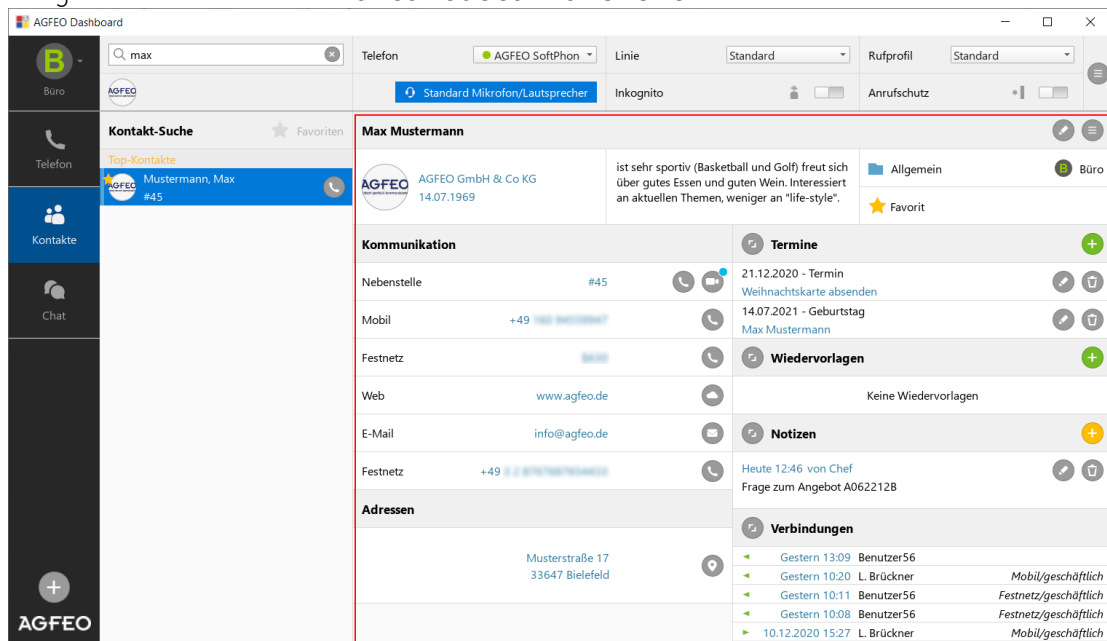 AGFEO Dashboard
B
Büro
max
AGFEO
Telefon
AGFEO SoftPhon
Standard Mikrofon/Lautsprecher
Linie
Standard
Inkognito
Rufprofil
Standard
Anrufschutz
Telefon
Kontakte
Chat
AGFEO
Kontakt-Suche
Favoriten
Top-Kontakte
AGFEO
Mustermann, Max
#45
Max Mustermann
AGFEO
AGFEO GmbH & Co KG
14.07.1969
ist sehr sportiv (Basketball und Golf) freut sich
über gutes Essen und guten Wein. Interessiert
an aktuellen Themen, weniger an "life-style".
Allgemein
B Büro
Favorit
Kommunikation
Nebenstelle #45
Mobil +49
Festnetz
Web www.agfeo.de
E-Mail info@agfeo.de
Festnetz +49
Adressen
Musterstraße 17
33647 Bielefeld
Termine
21.12.2020 - Termin
Weihnachtskarte absenden
14.07.2021 - Geburtstag
Max Mustermann
Wiedervorlagen
Keine Wiedervorlagen
Notizen
Heute 12:46 von Chef
Frage zum Angebot A062212B
Verbindungen
Gestern 13:09 Benutzer56
Gestern 10:20 L. Brückner Mobil/geschäftlich
Gestern 10:11 Benutzer56 Festnetz/geschäftlich
Gestern 10:08 Benutzer56 Festnetz/geschäftlich
10.12.2020 15:27 L. Brückner Mobil/geschäftlich